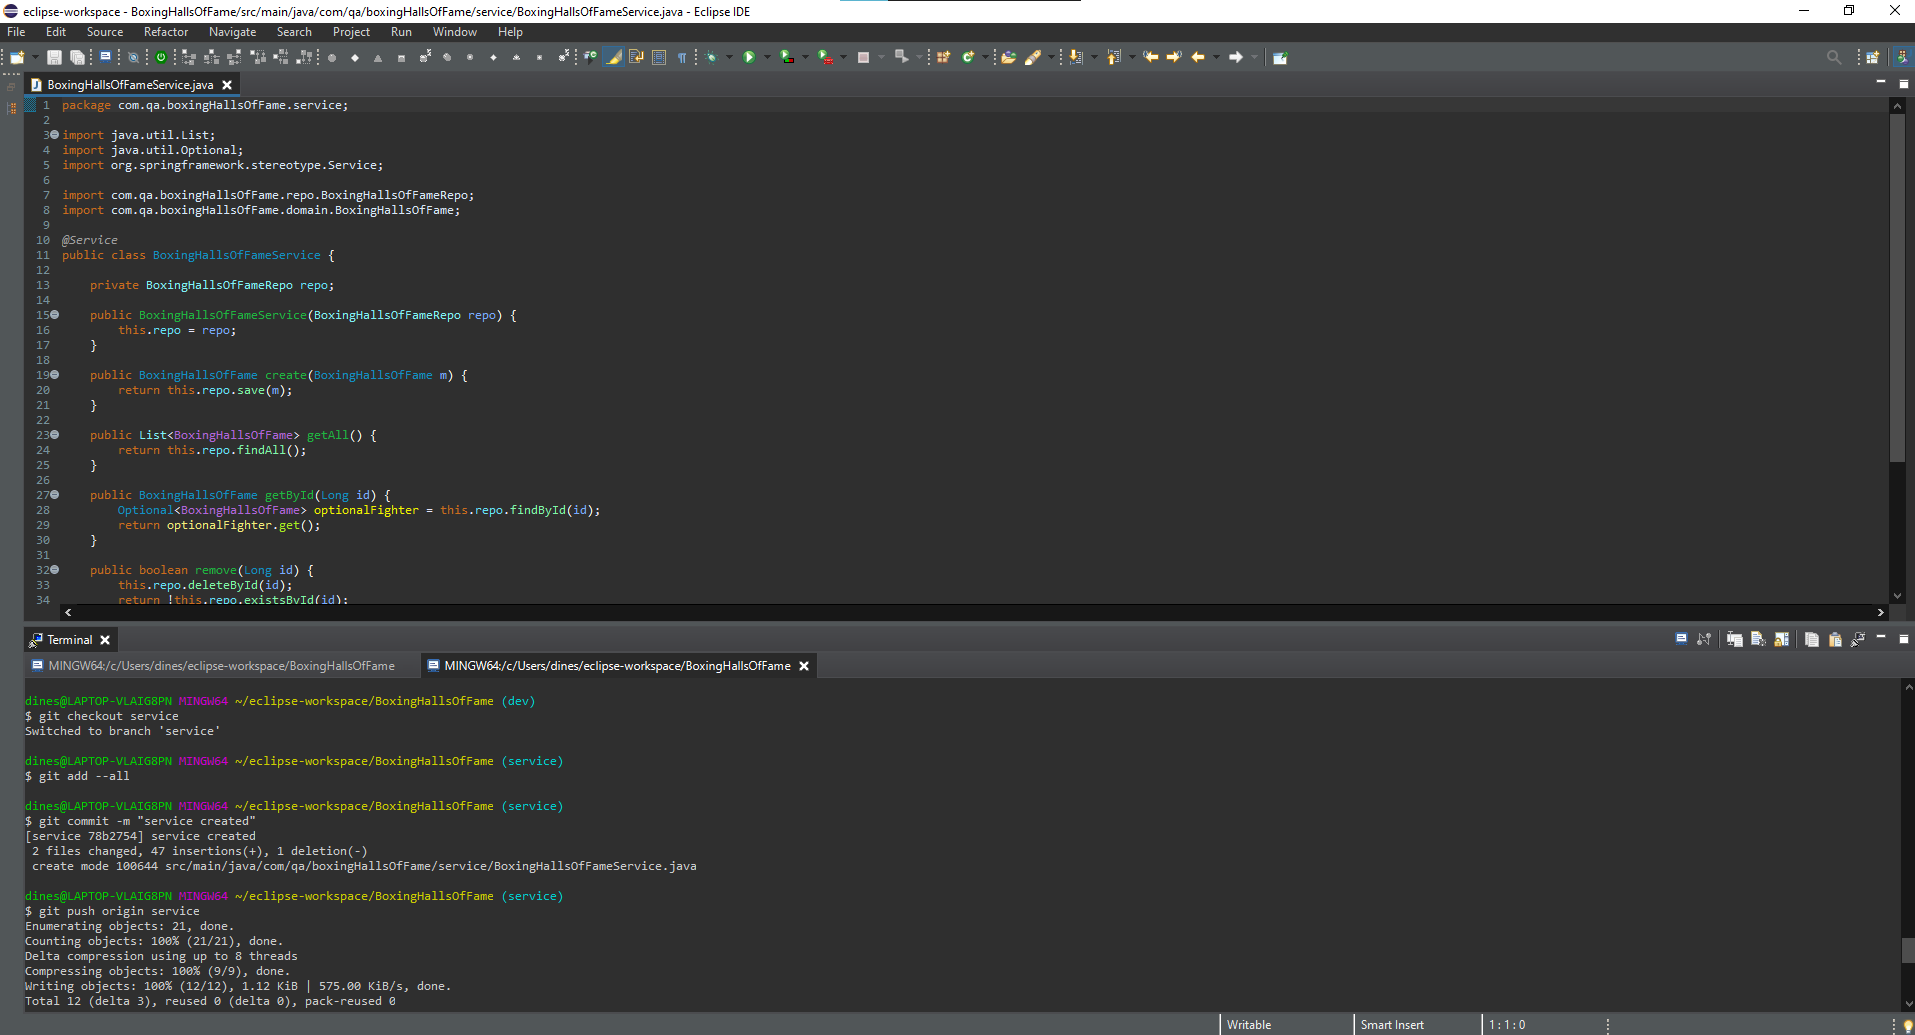 eclipse-workspace - BoxingHallsOfFame/src/main/java/com/qa/boxingHallsOfFame/service/BoxingHallsOfFameService.java - Eclipse IDE
File Edit Source Refactor Navigate Search Project Run Window Help
BoxingHallsOfFameService.java
1 package com.qa.boxingHallsOfFame.service;
2
3 import java.util.List;
4 import java.util.Optional;
5 import org.springframework.stereotype.Service;
6
7 import com.qa.boxingHallsOfFame.repo.BoxingHallsOfFameRepo;
8 import com.qa.boxingHallsOfFame.domain.BoxingHallsOfFame;
9
10 @Service
11 public class BoxingHallsOfFameService {
12
13     private BoxingHallsOfFameRepo repo;
14
15     public BoxingHallsOfFameService(BoxingHallsOfFameRepo repo) {
16         this.repo = repo;
17     }
18
19     public BoxingHallsOfFame create(BoxingHallsOfFame m) {
20         return this.repo.save(m);
21     }
22
23     public List<BoxingHallsOfFame> getAll() {
24         return this.repo.findAll();
25     }
26
27     public BoxingHallsOfFame getById(Long id) {
28         Optional<BoxingHallsOfFame> optionalFighter = this.repo.findById(id);
29         return optionalFighter.get();
30     }
31
32     public boolean remove(Long id) {
33         this.repo.deleteById(id);
34         return !this.repo.existsById(id);
Terminal
MINGW64:/c/Users/dines/eclipse-workspace/BoxingHallsOfFame MINGW64:/c/Users/dines/eclipse-workspace/BoxingHallsOfFame
dines@LAPTOP-VLAIG8PN MINGW64 ~/eclipse-workspace/BoxingHallsOfFame (dev)
$ git checkout service
Switched to branch 'service'
dines@LAPTOP-VLAIG8PN MINGW64 ~/eclipse-workspace/BoxingHallsOfFame (service)
$ git add --all
dines@LAPTOP-VLAIG8PN MINGW64 ~/eclipse-workspace/BoxingHallsOfFame (service)
$ git commit -m "service created"
[service 78b2754] service created
 2 files changed, 47 insertions(+), 1 deletion(-)
 create mode 100644 src/main/java/com/qa/boxingHallsOfFame/service/BoxingHallsOfFameService.java
dines@LAPTOP-VLAIG8PN MINGW64 ~/eclipse-workspace/BoxingHallsOfFame (service)
$ git push origin service
Enumerating objects: 21, done.
Counting objects: 100% (21/21), done.
Delta compression using up to 8 threads
Compressing objects: 100% (9/9), done.
Writing objects: 100% (12/12), 1.12 KiB | 575.00 KiB/s, done.
Total 12 (delta 3), reused 0 (delta 0), pack-reused 0
Writable Smart Insert 1 : 1 : 0